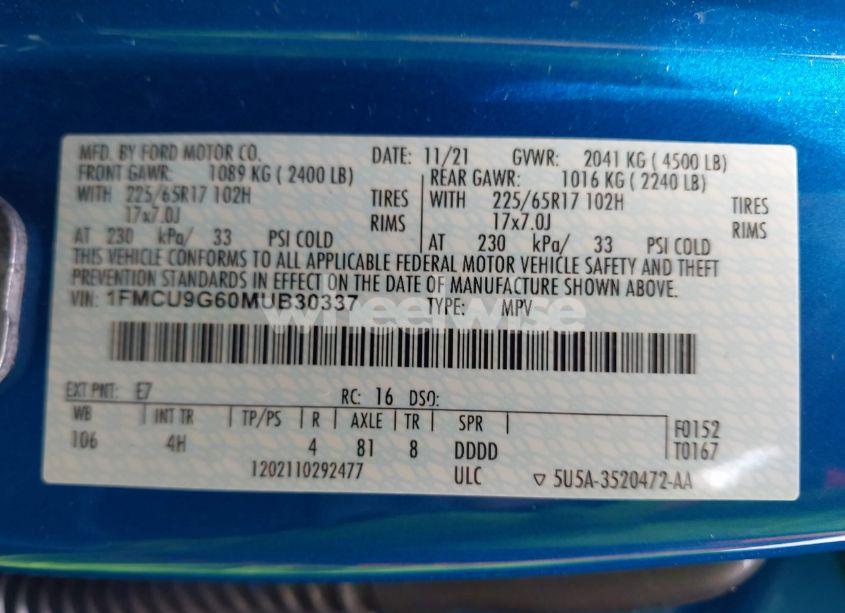 MFD. BY FORD MOTOR CO. DATE: 11/21 GVWR: 2041 KG ( 4500 LB)
FRONT GAWR: 1089 KG ( 2400 LB) REAR GAWR: 1016 KG ( 2240 LB)
WITH 225/65R17 102H TIRES WITH 225/65R17 102H TIRES
17x7.0J RIMS 17x7.0J RIMS
AT 230 kPa/ 33 PSI COLD AT 230 kPa/ 33 PSI COLD
THIS VEHICLE CONFORMS TO ALL APPLICABLE FEDERAL MOTOR VEHICLE SAFETY AND THEFT
PREVENTION STANDARDS IN EFFECT ON THE DATE OF MANUFACTURE SHOWN ABOVE.
VIN: 1FMCU9G60MUB30337 TYPE: MPV
wheelwise
EXT PNT: E7 RC: 16 DSO:
WB INT TR TP/PS R AXLE TR SPR F0152
106 4H 4 81 8 DDDD T0167
1202110292477 ULC ▽ 5U5A-3520472-AA